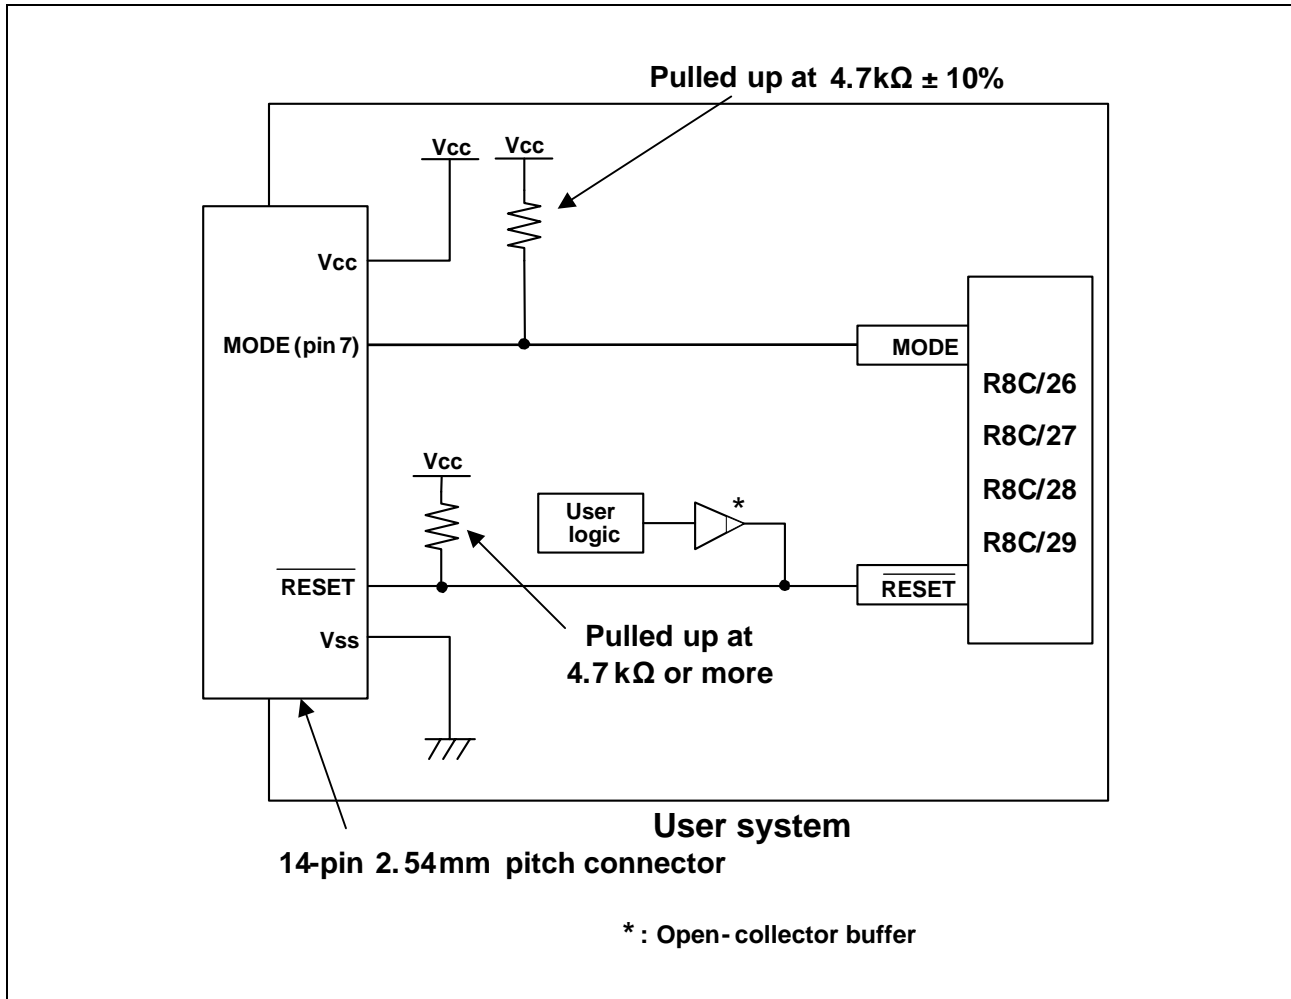 Pulled up at 4.7kΩ ± 10%
Vcc
Vcc
Vcc
MODE (pin 7)
MODE
R8C/26
R8C/27
R8C/28
R8C/29
Vcc
User
logic
*
RESET
RESET
Vss
Pulled up at
4.7 kΩ or more
User system
14-pin 2.54mm pitch connector
* : Open-collector buffer